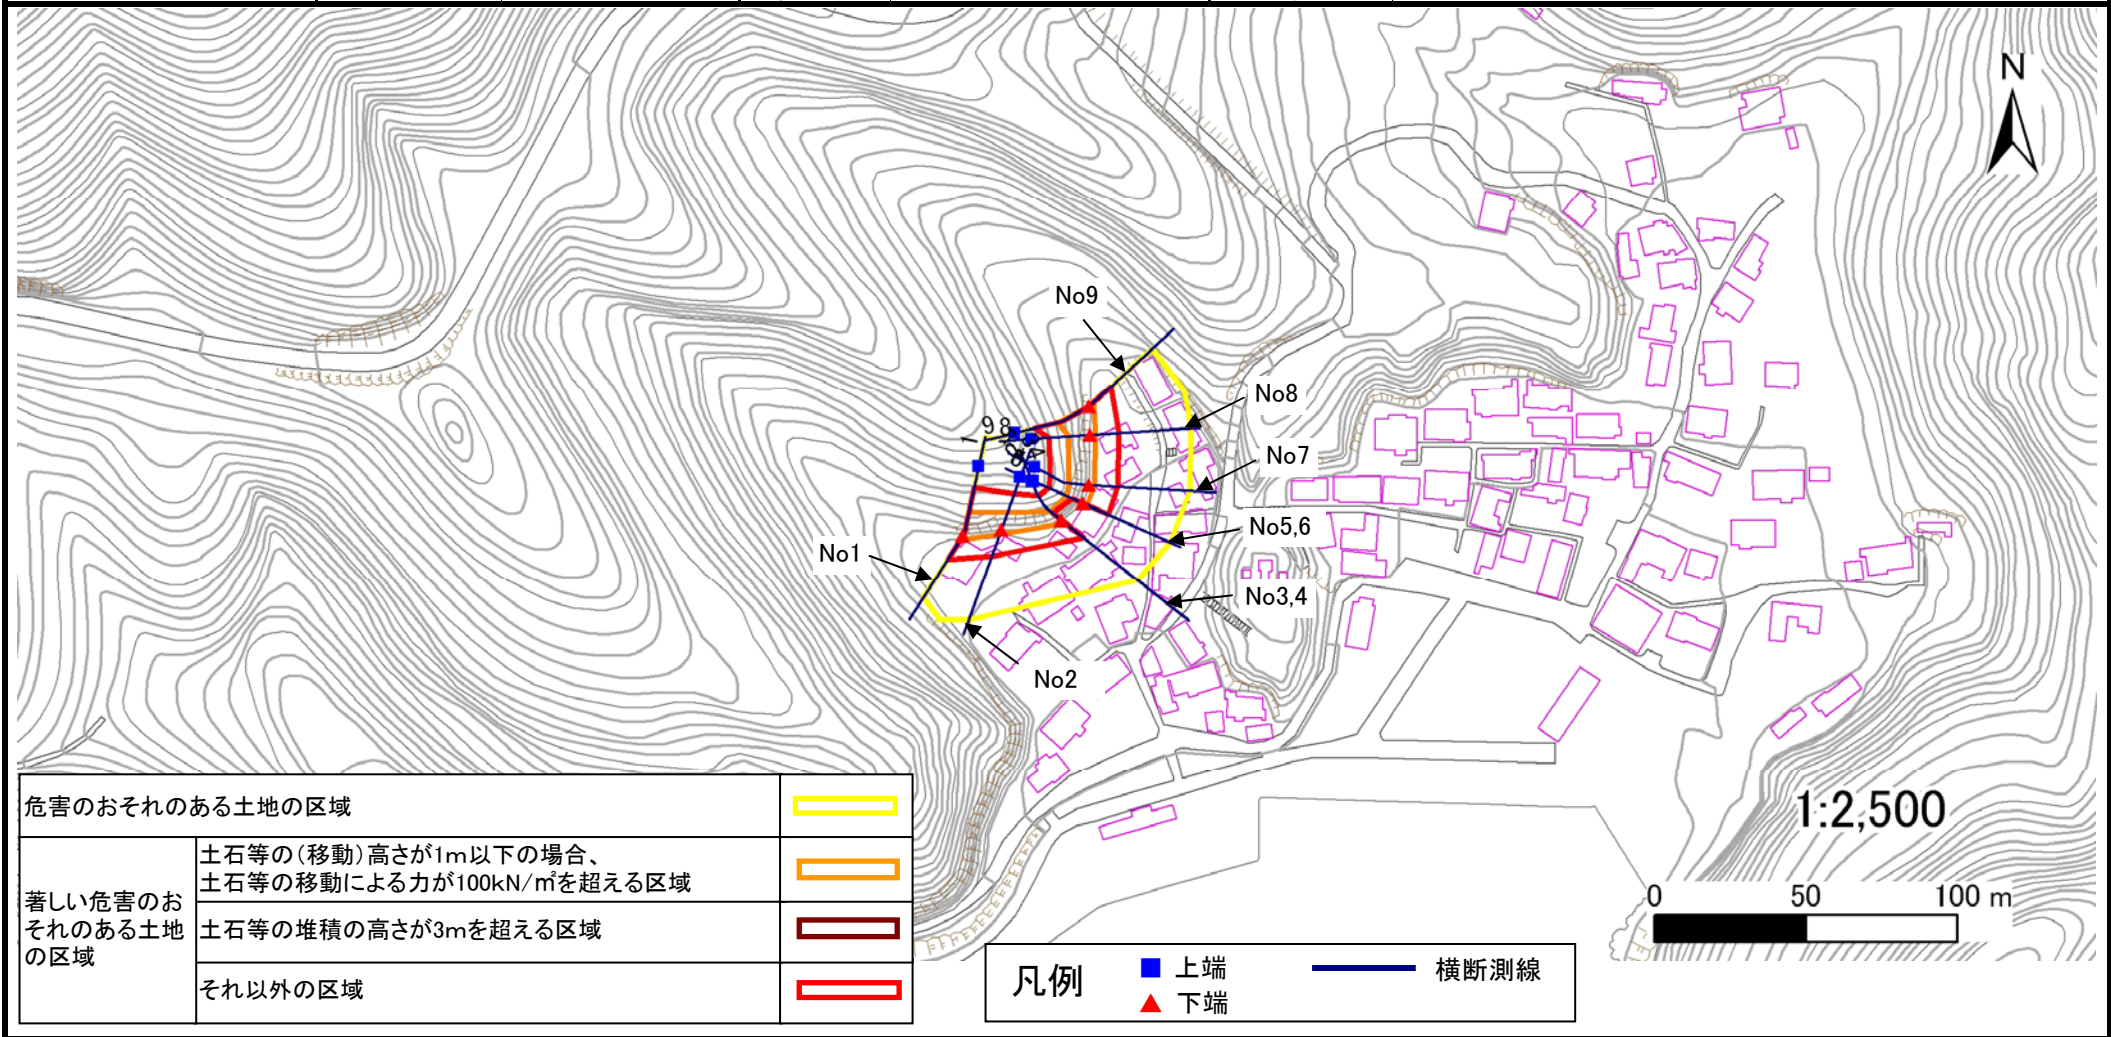 N
No9
No8
No7
No5,6
No3,4
No1
No2
1
9
8
1:2,500
0 50 100 m
危害のおそれのある土地の区域
著しい危害のお
それのある土地
の区域
土石等の(移動)高さが1m以下の場合、
土石等の移動による力が100kN/㎡を超える区域
土石等の堆積の高さが3mを超える区域
それ以外の区域
凡例
上端
下端
横断測線